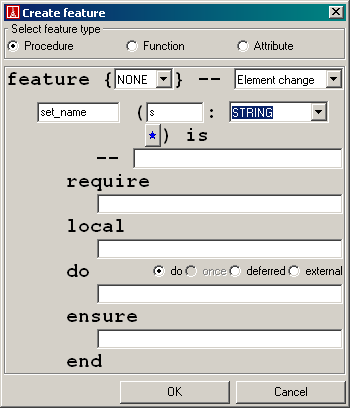 Create feature
Select feature type
Procedure Function Attribute
feature { NONE } -- Element change
set_name ( s : STRING
) is
--
require
local
do do once deferred external
ensure
end
OK Cancel